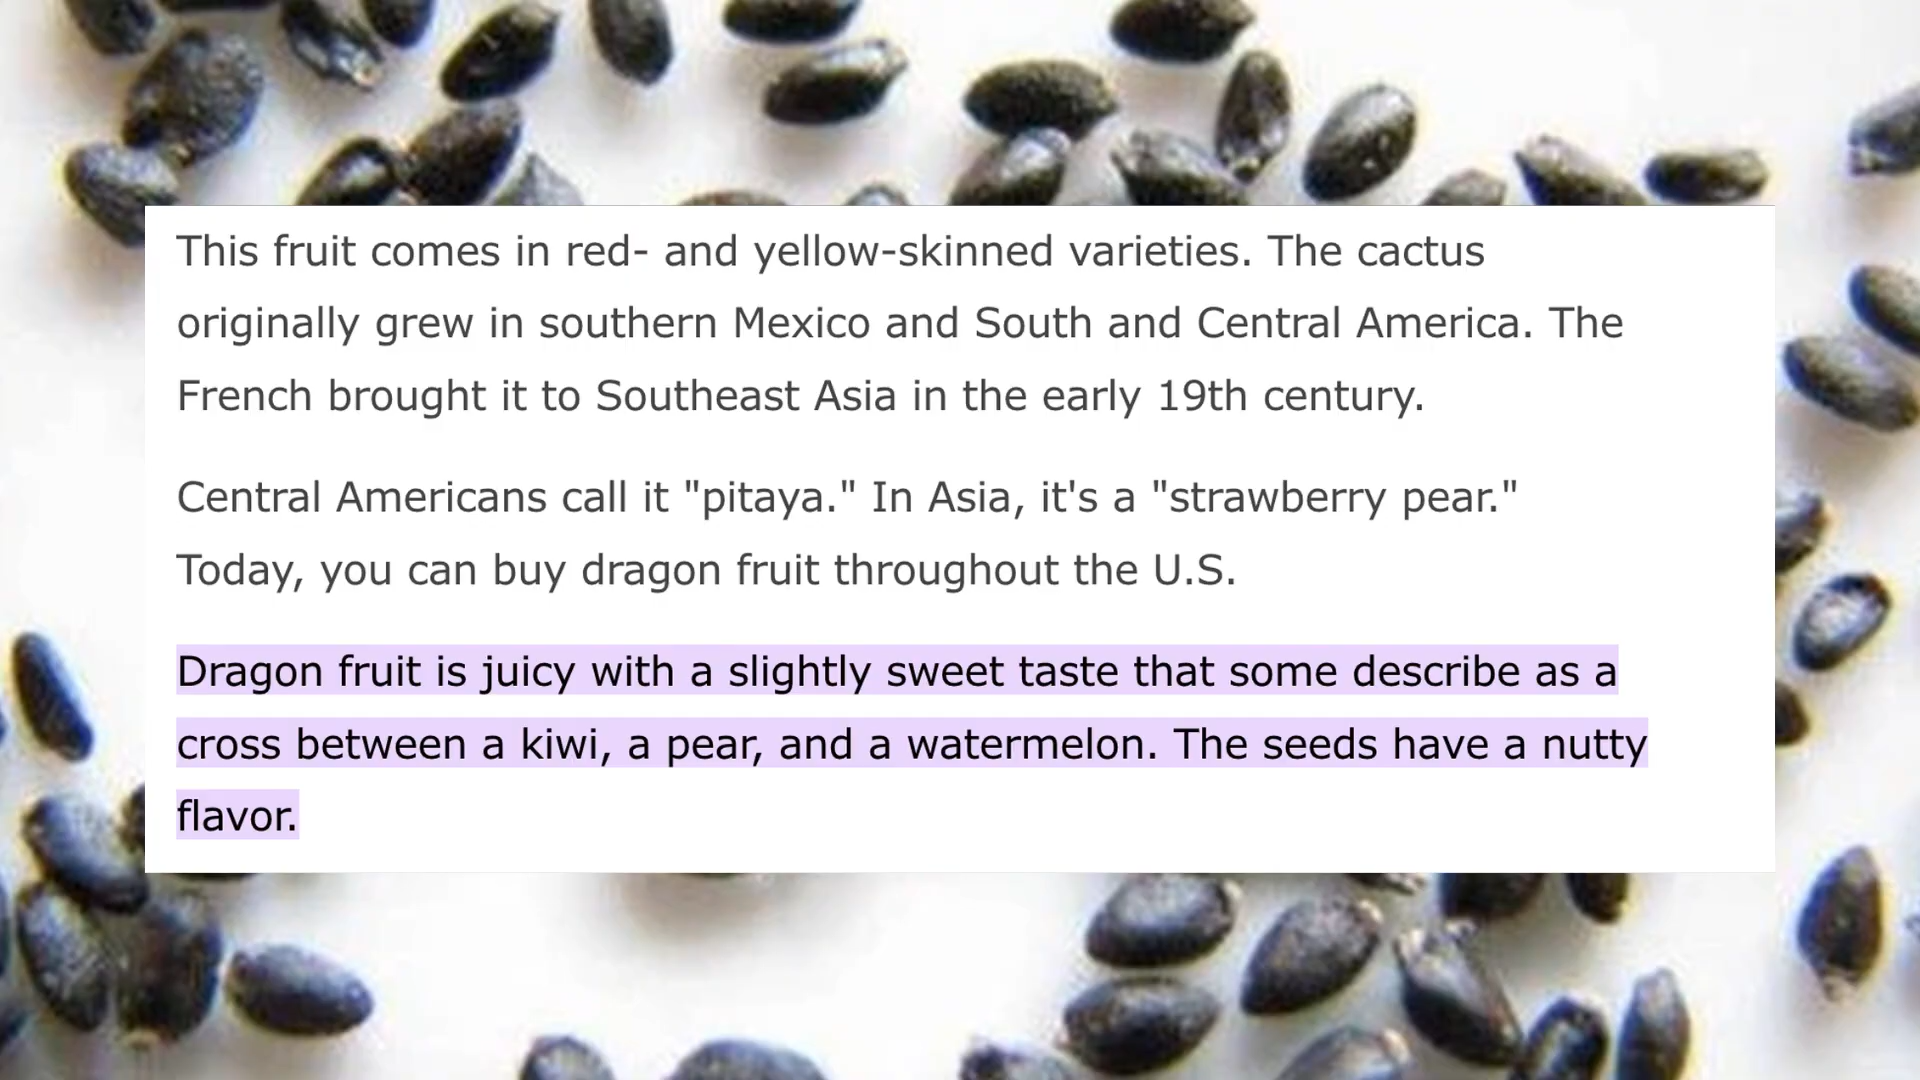 This fruit comes in red- and yellow-skinned varieties. The cactus
originally grew in southern Mexico and South and Central America. The
French brought it to Southeast Asia in the early 19th century.
Central Americans call it "pitaya." In Asia, it's a "strawberry pear."
Today, you can buy dragon fruit throughout the U.S.
Dragon fruit is juicy with a slightly sweet taste that some describe as a
cross between a kiwi, a pear, and a watermelon. The seeds have a nutty
flavor.